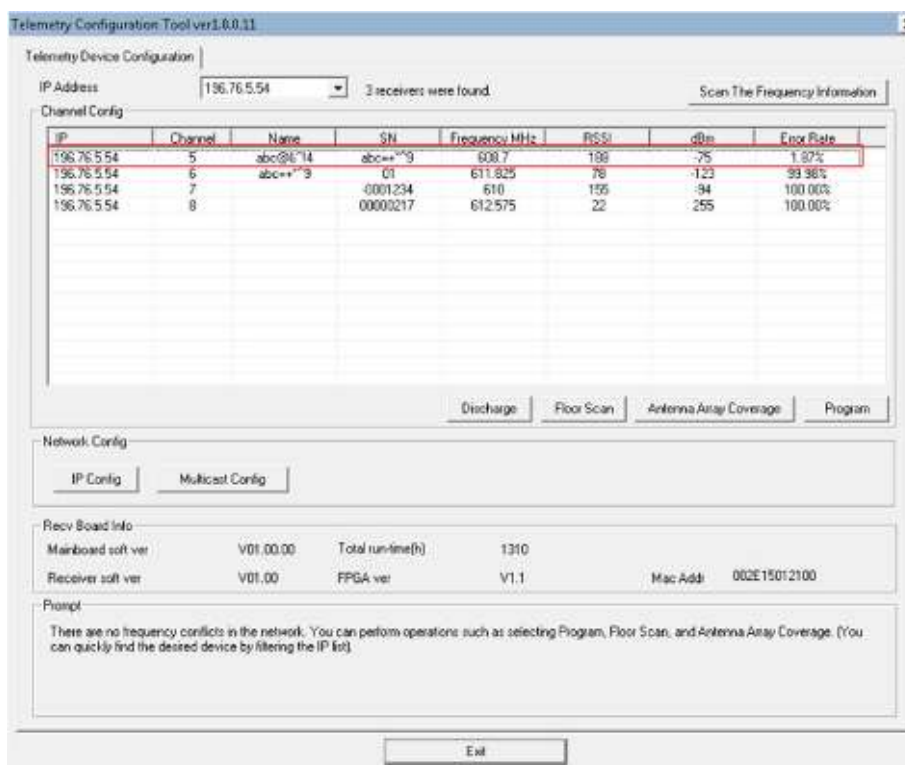 Telemetry Configuration Tool ver1.0.0.11
Telemetry Device Configuration
IP Address 196.76.5.54 3 receivers were found. Scan The Frequency Information
Channel Config
IP Channel Name SN Frequency MHz RSSI dBm Error Rate
196.76.5.54 5 608.7 188 -75 1.87%
196.76.5.54 6 01 611.825 78 -123 99.98%
196.76.5.54 7 -0001234 610 155 -94 100.00%
196.76.5.54 8 00000217 612.575 22 -255 100.00%
Discharge Floor Scan Antenna Array Coverage Program
Network Config
IP Config Multicast Config
Recv Board Info
Mainboard soft ver V01.00.00 Total run-time(h) 1310
Receiver soft ver V01.00 FPGA ver V1.1 Mac Addr 002E15012100
Prompt
There are no frequency conflicts in the network. You can perform operations such as selecting Program, Floor Scan, and Antenna Array Coverage. (You
can quickly find the desired device by filtering the IP list).
Exit